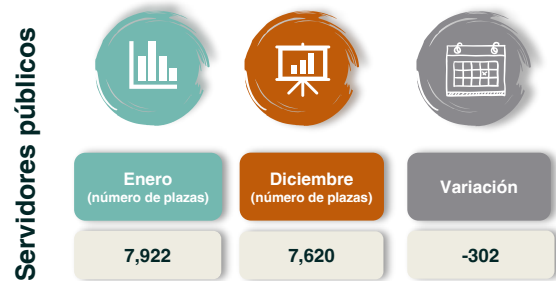 Servidores públicos
Enero
(número de plazas)
Diciembre
(número de plazas)
Variación
7,922
7,620
-302